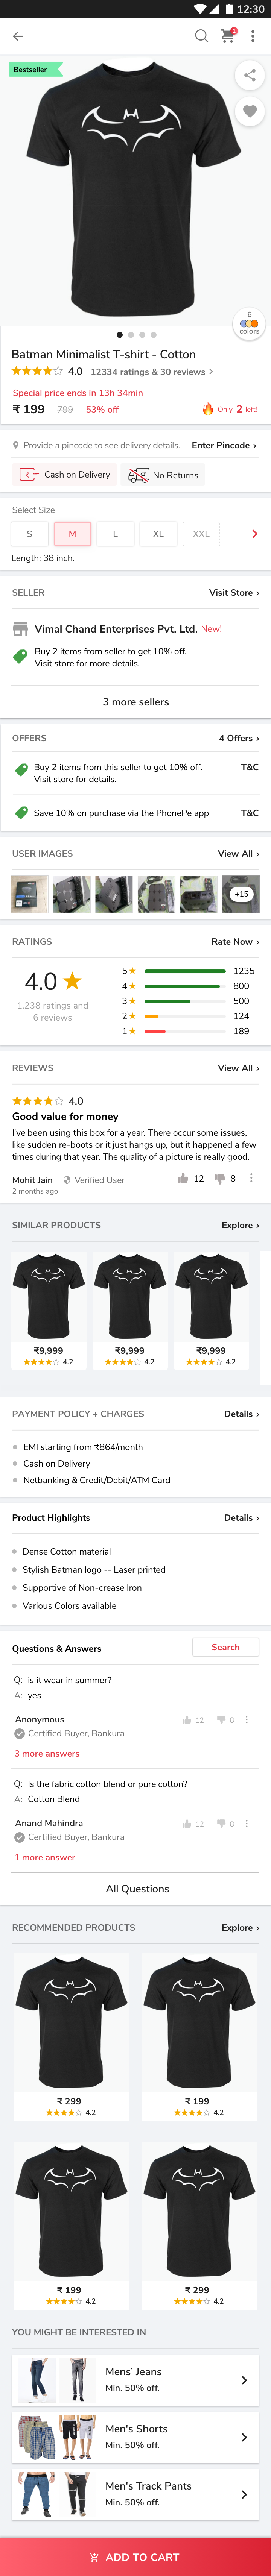 12:30
1
Bestseller
6
colors
Batman Minimalist T-shirt - Cotton
4.0 12334 ratings & 30 reviews
Special price ends in 13h 34min
₹ 199 799 53% off
Only 2 left!
Provide a pincode to see delivery details. Enter Pincode
Cash on Delivery
No Returns
Select Size
S M L XL XXL
Length: 38 inch.
SELLER Visit Store
Vimal Chand Enterprises Pvt. Ltd. New!
Buy 2 items from seller to get 10% off.
Visit store for more details.
3 more sellers
OFFERS 4 Offers
Buy 2 items from this seller to get 10% off. T&C
Visit store for details.
Save 10% on purchase via the PhonePe app T&C
USER IMAGES View All
+15
RATINGS Rate Now
4.0
1,238 ratings and
6 reviews
5 1235
4 800
3 500
2 124
1 189
REVIEWS View All
4.0
Good value for money
I've been using this box for a year. There occur some issues,
like sudden re-boots or it just hangs up, but it happened a few
times during that year. The quality of a picture is really good.
Mohit Jain Verified User 12 8
2 months ago
SIMILAR PRODUCTS Explore
₹9,999 ₹9,999 ₹9,999
4.2 4.2 4.2
PAYMENT POLICY + CHARGES Details
EMI starting from ₹864/month
Cash on Delivery
Netbanking & Credit/Debit/ATM Card
Product Highlights Details
Dense Cotton material
Stylish Batman logo -- Laser printed
Supportive of Non-crease Iron
Various Colors available
Questions & Answers Search
Q: is it wear in summer?
A: yes
Anonymous 12 8
Certified Buyer, Bankura
3 more answers
Q: Is the fabric cotton blend or pure cotton?
A: Cotton Blend
Anand Mahindra 12 8
Certified Buyer, Bankura
1 more answer
All Questions
RECOMMENDED PRODUCTS Explore
₹ 299 ₹ 199
4.2 4.2
₹ 199 ₹ 299
4.2 4.2
YOU MIGHT BE INTERESTED IN
Mens' Jeans
Min. 50% off.
Men's Shorts
Min. 50% off.
Men's Track Pants
Min. 50% off.
ADD TO CART